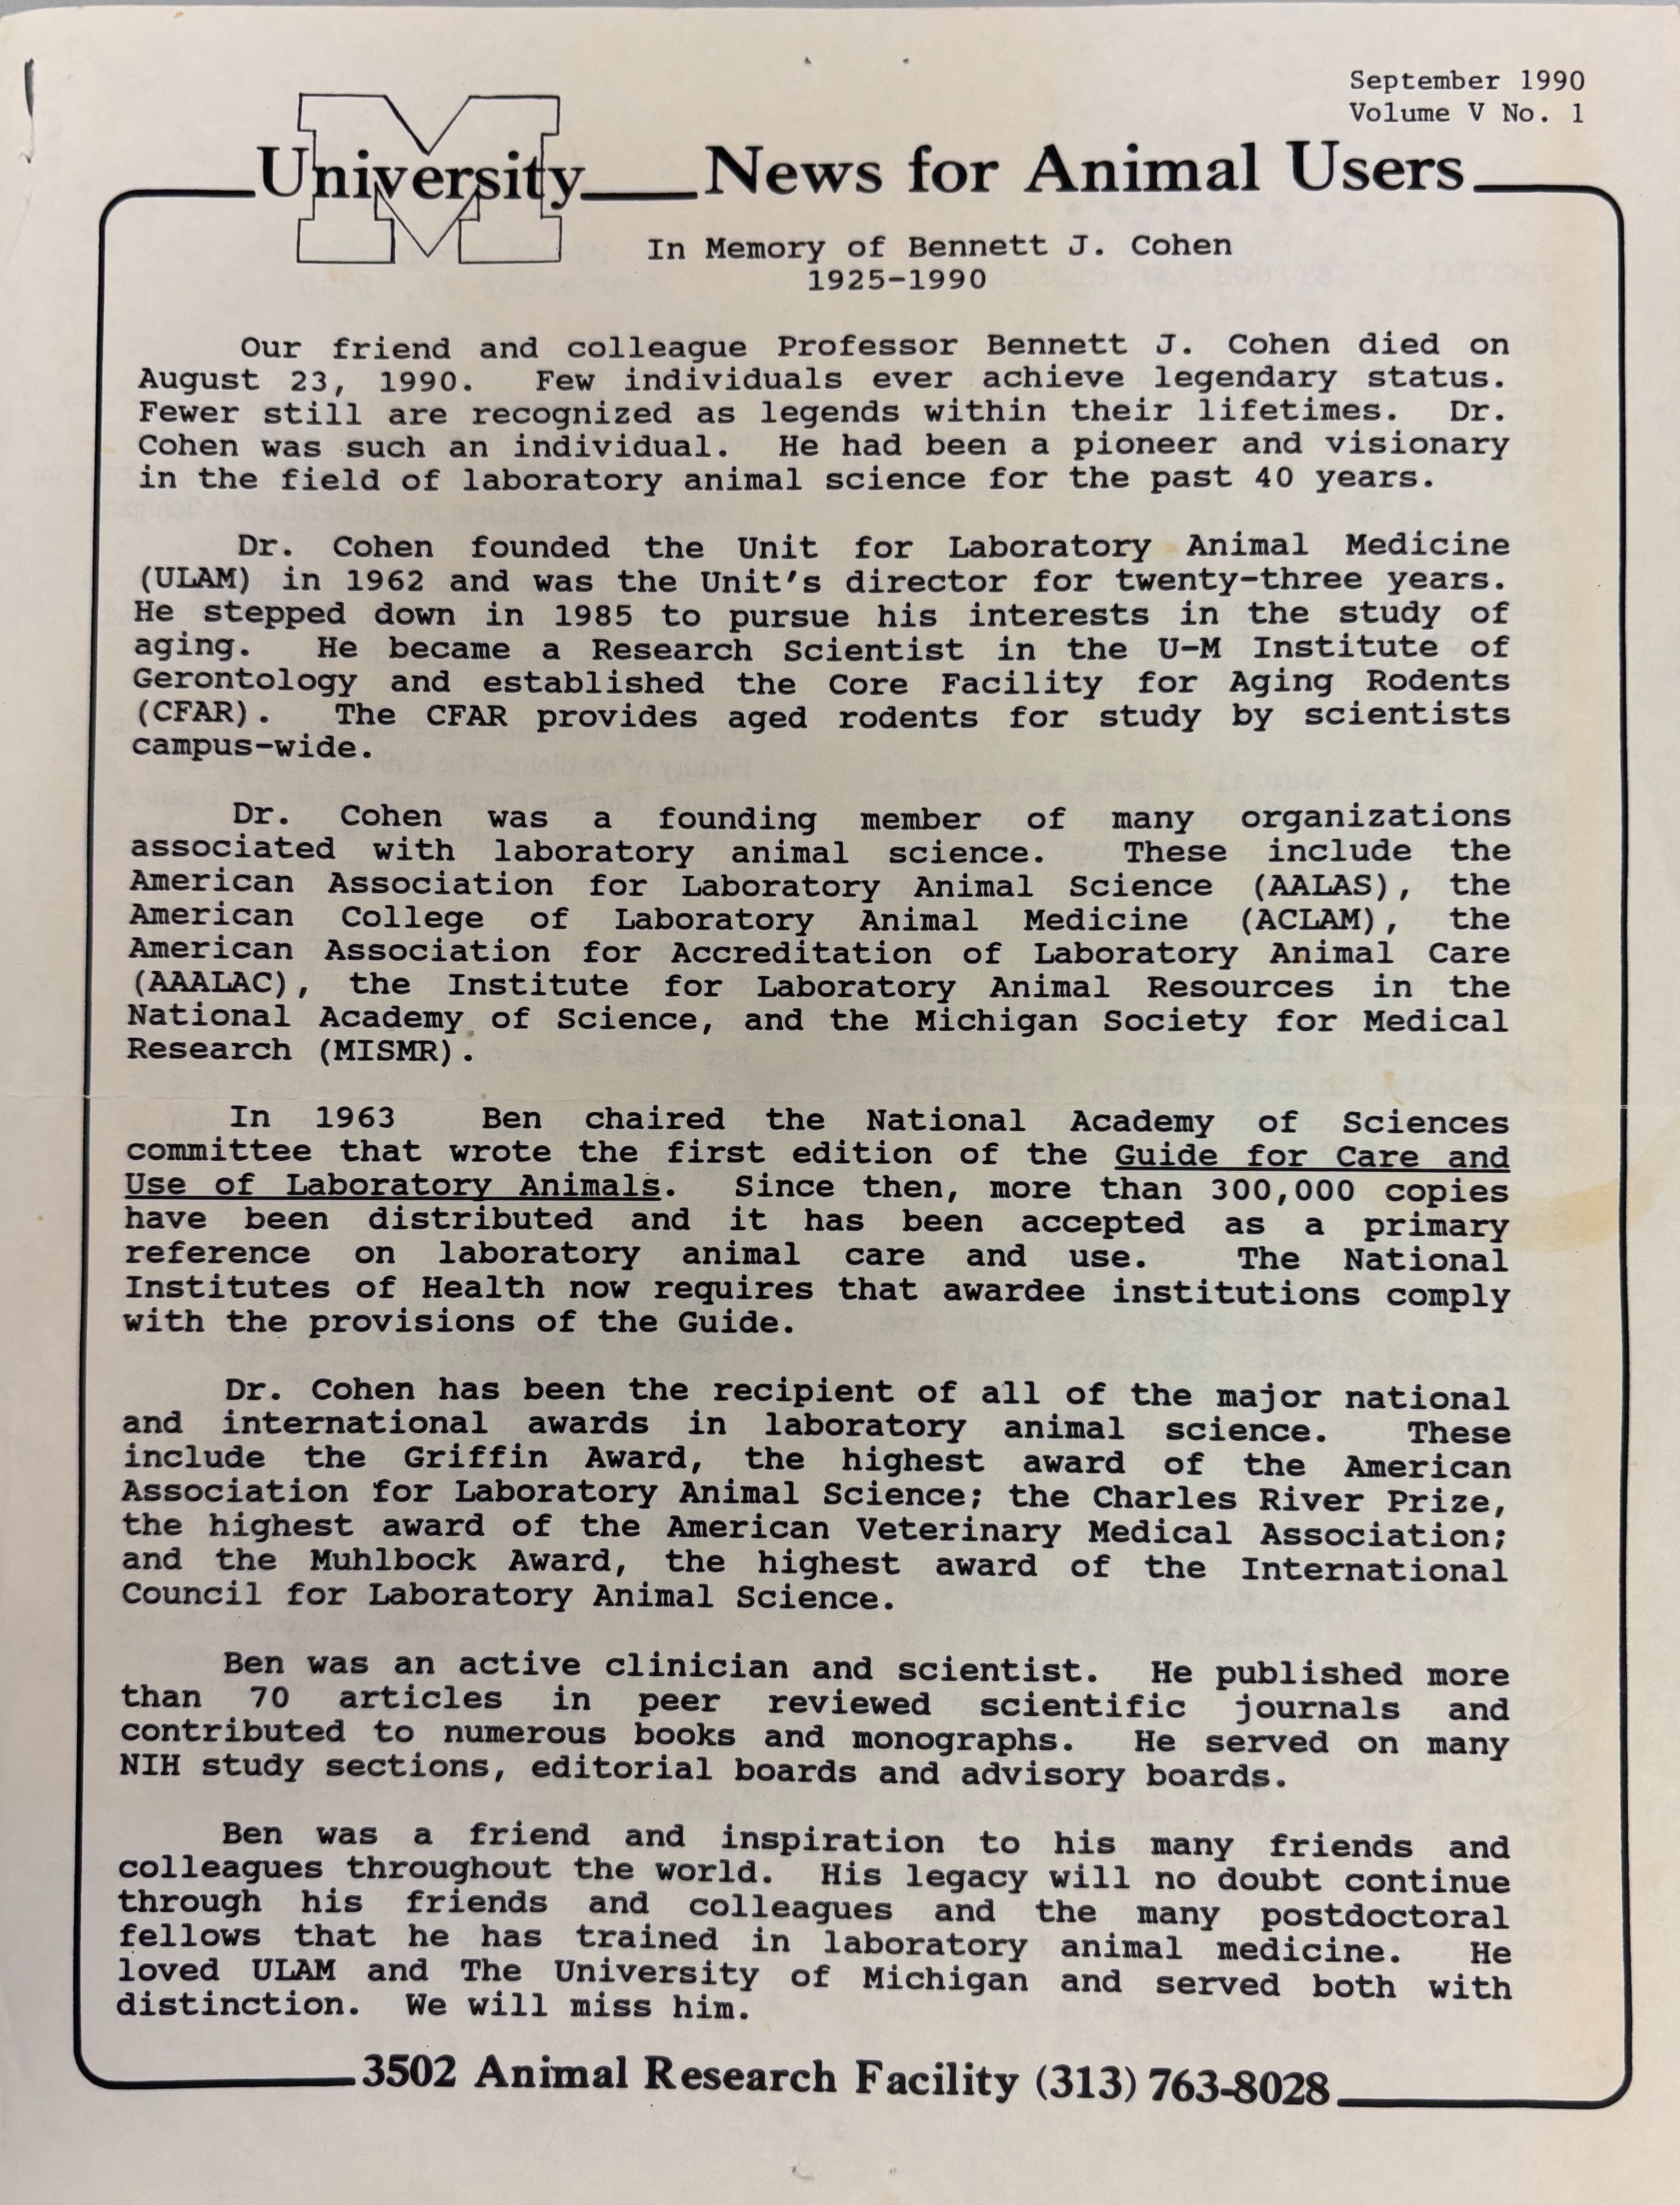 September 1990
Volume V No. 1
University News for Animal Users
In Memory of Bennett J. Cohen
1925-1990
Our friend and colleague Professor Bennett J. Cohen died on
August 23, 1990. Few individuals ever achieve legendary status.
Fewer still are recognized as legends within their lifetimes. Dr.
Cohen was such an individual. He had been a pioneer and visionary
in the field of laboratory animal science for the past 40 years.
Dr. Cohen founded the Unit for Laboratory Animal Medicine
(ULAM) in 1962 and was the Unit's director for twenty-three years.
He stepped down in 1985 to pursue his interests in the study of
aging. He became a Research Scientist in the U-M Institute of
Gerontology and established the Core Facility for Aging Rodents
(CFAR). The CFAR provides aged rodents for study by scientists
campus-wide.
Dr. Cohen was a founding member of many organizations
associated with laboratory animal science. These include the
American Association for Laboratory Animal Science (AALAS), the
American College of Laboratory Animal Medicine (ACLAM), the
American Association for Accreditation of Laboratory Animal Care
(AAALAC), the Institute for Laboratory Animal Resources in the
National Academy of Science, and the Michigan Society for Medical
Research (MISMR).
In 1963 Ben chaired the National Academy of Sciences
committee that wrote the first edition of the Guide for Care and
Use of Laboratory Animals. Since then, more than 300,000 copies
have been distributed and it has been accepted as a primary
reference on laboratory animal care and use. The National
Institutes of Health now requires that awardee institutions comply
with the provisions of the Guide.
Dr. Cohen has been the recipient of all of the major national
and international awards in laboratory animal science. These
include the Griffin Award, the highest award of the American
Association for Laboratory Animal Science; the Charles River Prize,
the highest award of the American Veterinary Medical Association;
and the Muhlbock Award, the highest award of the International
Council for Laboratory Animal Science.
Ben was an active clinician and scientist. He published more
than 70 articles in peer reviewed scientific journals and
contributed to numerous books and monographs. He served on many
NIH study sections, editorial boards and advisory boards.
Ben was a friend and inspiration to his many friends and
colleagues throughout the world. His legacy will no doubt continue
through his friends and colleagues and the many postdoctoral
fellows that he has trained in laboratory animal medicine. He
loved ULAM and The University of Michigan and served both with
distinction. We will miss him.
3502 Animal Research Facility (313) 763-8028